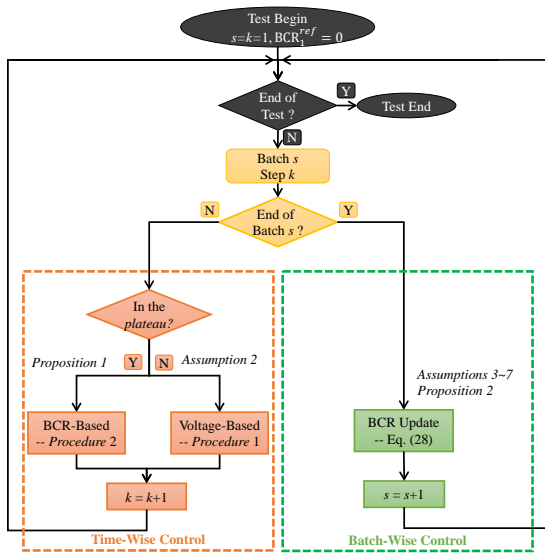 Test Begin
s=k=1, BCR₁ʳᵉᶠ = 0
End of
Test ?
Y
Test End
N
Batch s
Step k
N
End of
Batch s ?
Y
In the
plateau?
Proposition 1
Y
N
Assumption 2
BCR-Based
-- Procedure 2
Voltage-Based
-- Procedure 1
k = k+1
Time-Wise Control
Assumptions 3~7
Proposition 2
BCR Update
-- Eq. (28)
s = s+1
Batch-Wise Control